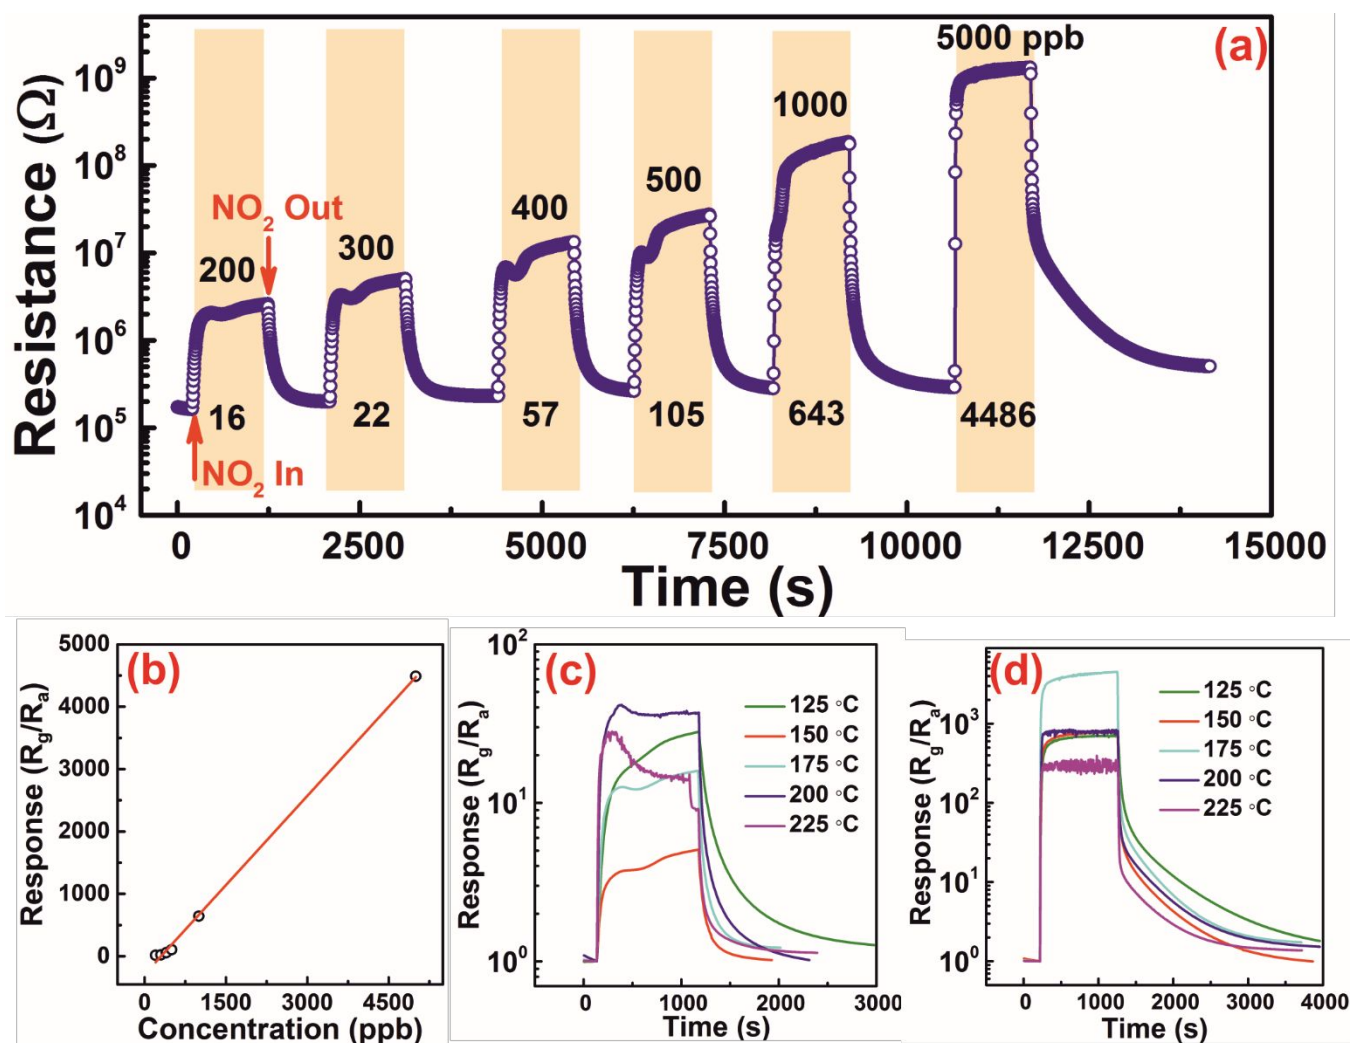 (a)
5000 ppb
1000
500
400
300
200
NO2 Out
NO2 In
16
22
57
105
643
4486
10^9
10^8
10^7
10^6
10^5
10^4
Resistance (Ω)
0 2500 5000 7500 10000 12500 15000
Time (s)
(b)
5000
4000
3000
2000
1000
0
Response (Rg/Ra)
0 1500 3000 4500
Concentration (ppb)
(c)
10^2
10^1
10^0
Response (Rg/Ra)
125 °C
150 °C
175 °C
200 °C
225 °C
0 1000 2000 3000
Time (s)
(d)
10^3
10^2
10^1
10^0
Response (Rg/Ra)
125 °C
150 °C
175 °C
200 °C
225 °C
0 1000 2000 3000 4000
Time (s)